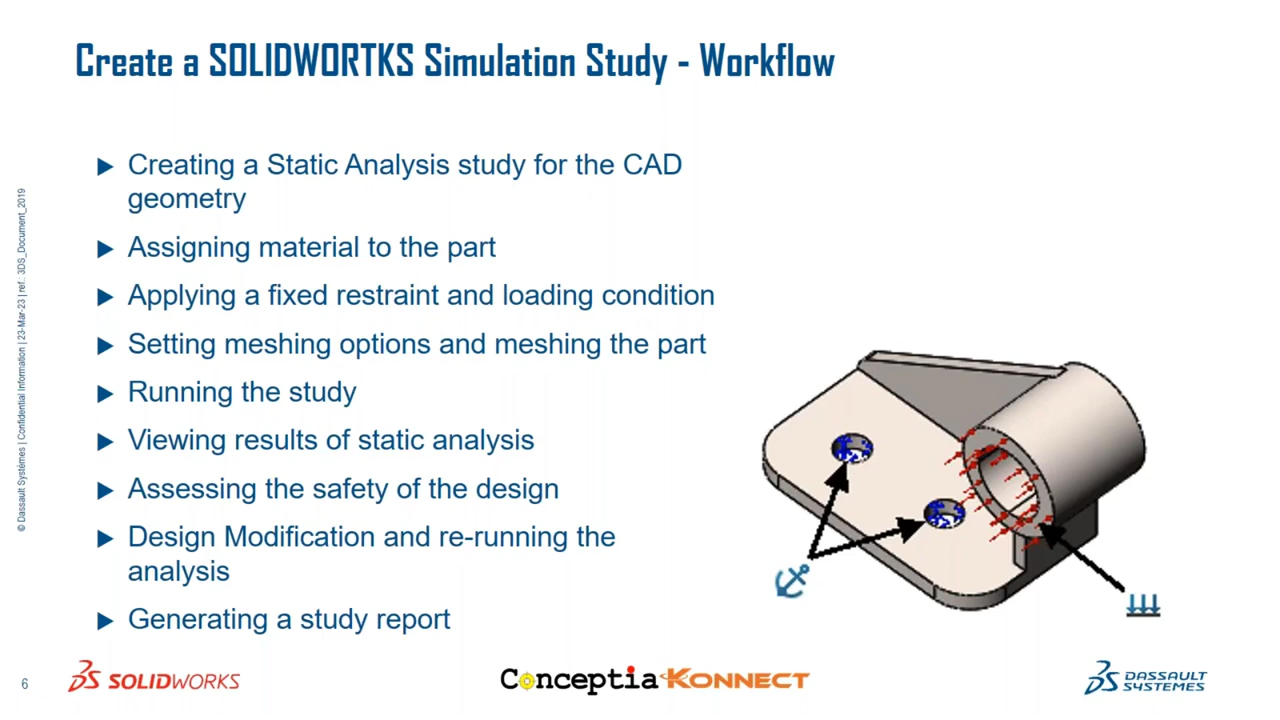 Create a SOLIDWORTKS Simulation Study - Workflow
► Creating a Static Analysis study for the CAD
geometry
► Assigning material to the part
► Applying a fixed restraint and loading condition
► Setting meshing options and meshing the part
► Running the study
► Viewing results of static analysis
► Assessing the safety of the design
► Design Modification and re-running the
analysis
► Generating a study report
© Dassault Systèmes | Confidential Information | 23-Mar-23 | ref.: 3DS_Document_2019
6
SOLIDWORKS
Conceptia KONNECT
DASSAULT
SYSTEMES